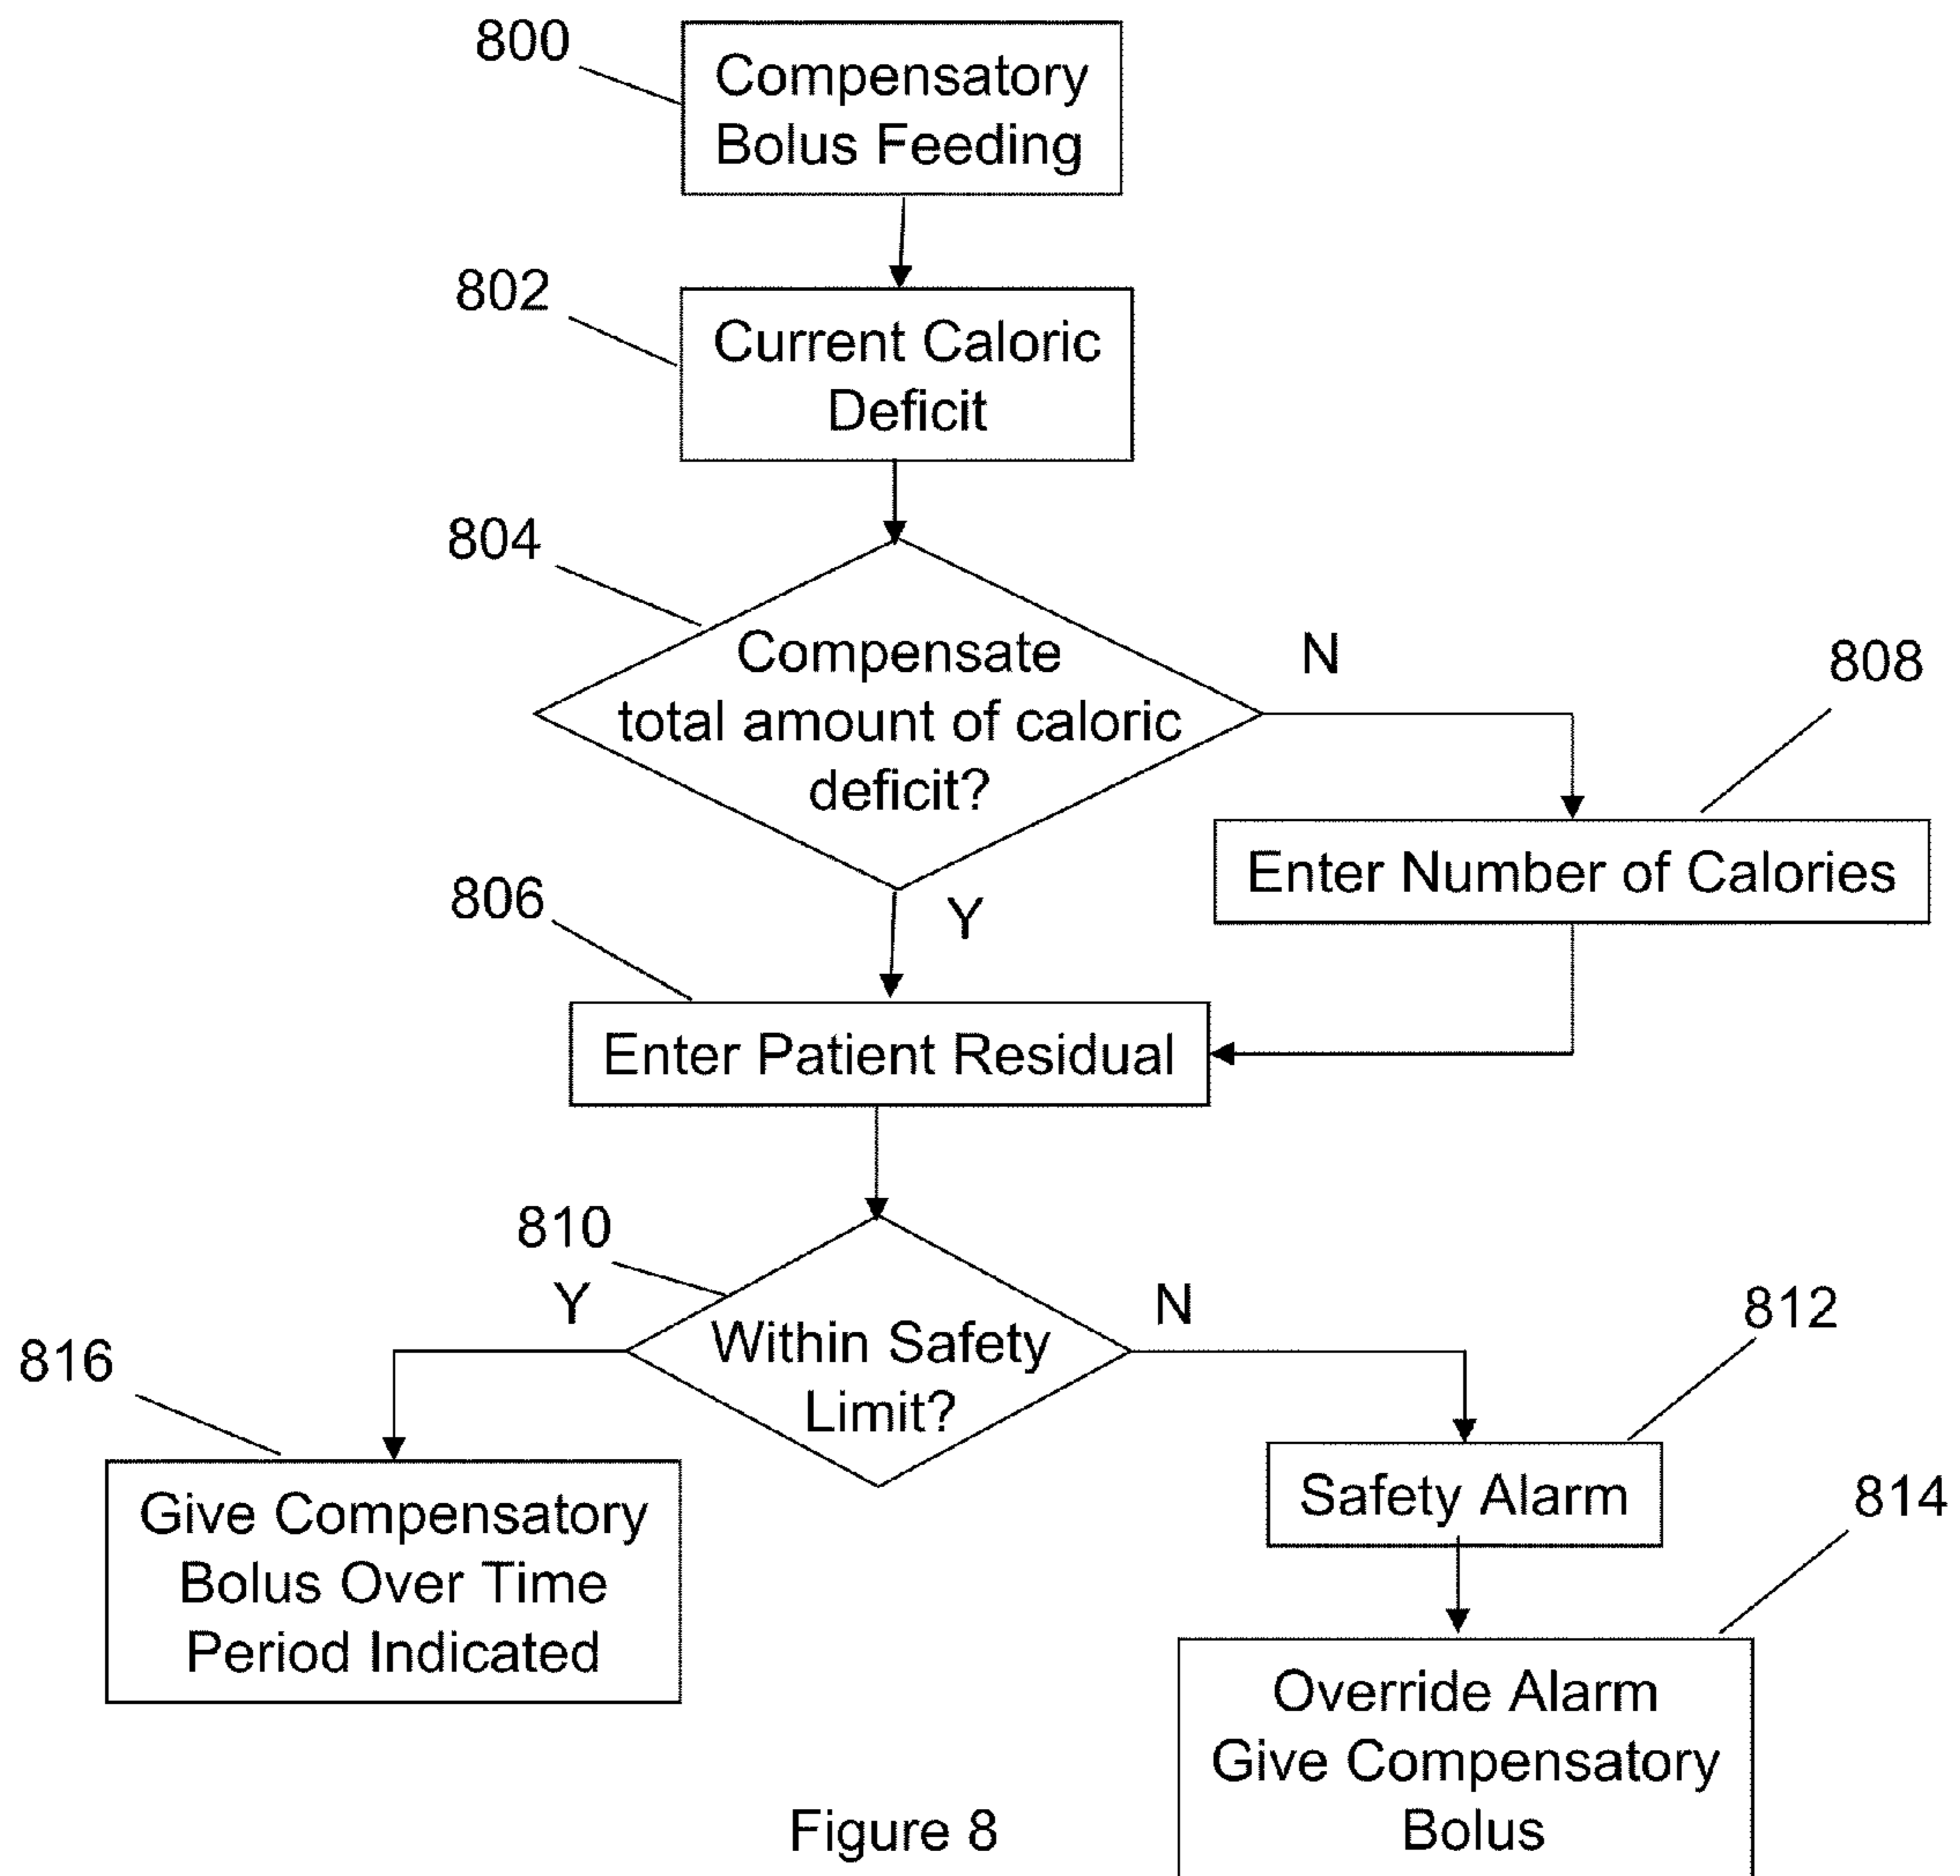 800
Compensatory
Bolus Feeding
802
Current Caloric
Deficit
804
Compensate
total amount of caloric
deficit?
N
808
Enter Number of Calories
806
Y
Enter Patient Residual
810
Y
Within Safety
Limit?
N
812
816
Give Compensatory
Bolus Over Time
Period Indicated
Safety Alarm
814
Override Alarm
Give Compensatory
Bolus
Figure 8